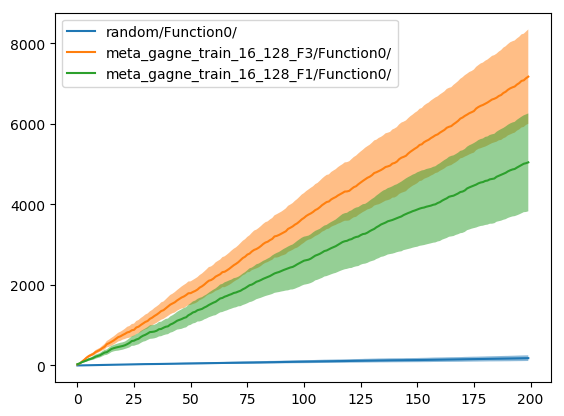 random/Function0/
meta_gagne_train_16_128_F3/Function0/
meta_gagne_train_16_128_F1/Function0/
8000
6000
4000
2000
0
0 25 50 75 100 125 150 175 200